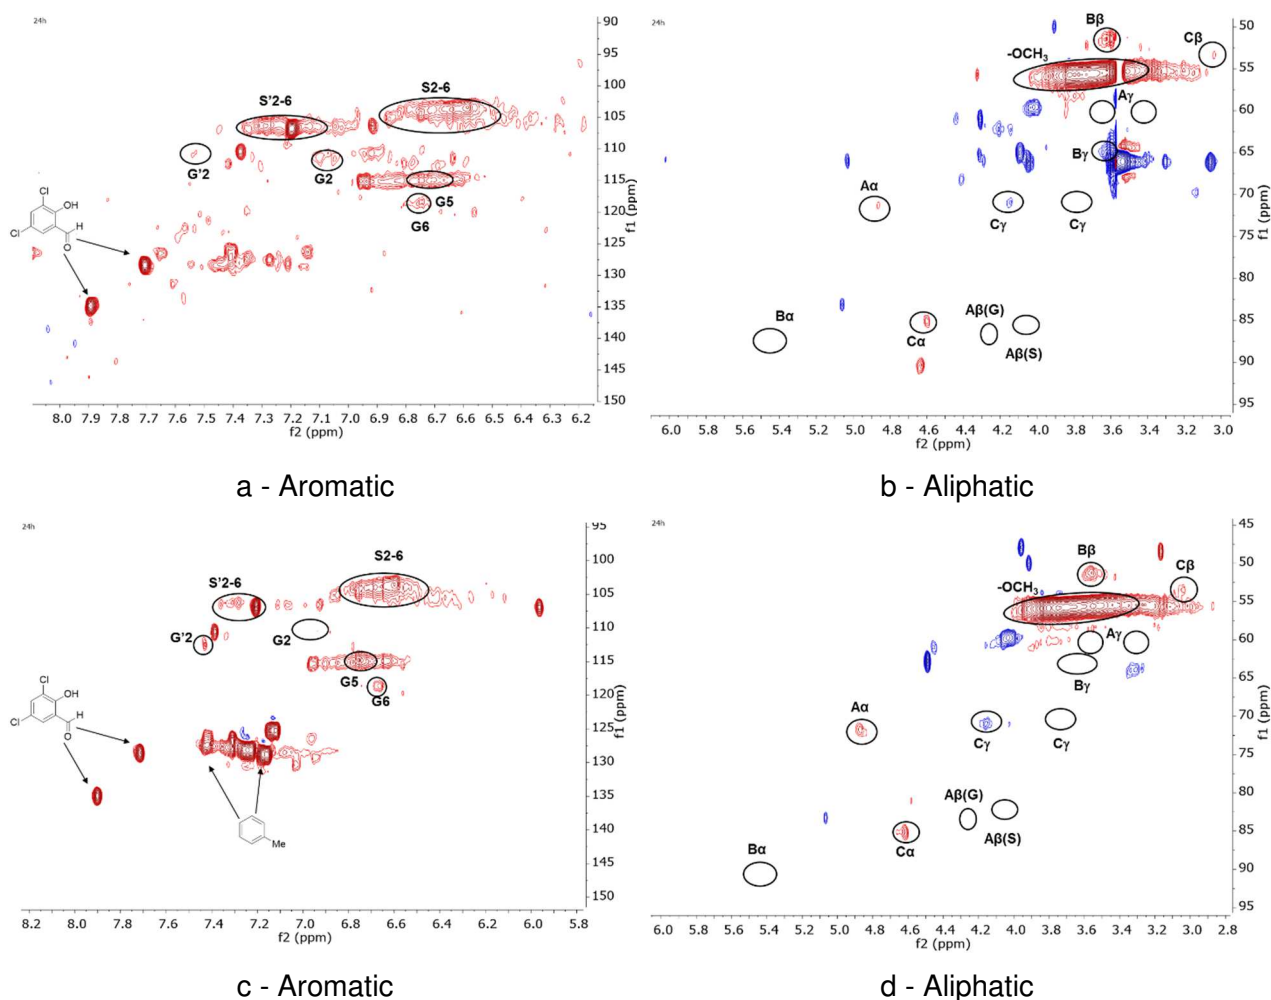 24h
S'2-6
S2-6
G'2
G2
G5
G6
Cl
OH
H
Cl
O
90
95
100
105
110
115
120
125
130
135
140
145
150
f1 (ppm)
8.0 7.9 7.8 7.7 7.6 7.5 7.4 7.3 7.2 7.1 7.0 6.9 6.8 6.7 6.6 6.5 6.4 6.3 6.2
f2 (ppm)
a - Aromatic
24h
Bβ
Cβ
-OCH3
Aγ
Bγ
Aα
Cγ
Cγ
Bα
Cα
Aβ(G)
Aβ(S)
50
55
60
65
70
75
80
85
90
95
f1 (ppm)
6.0 5.8 5.6 5.4 5.2 5.0 4.8 4.6 4.4 4.2 4.0 3.8 3.6 3.4 3.2 3.0
f2 (ppm)
b - Aliphatic
24h
S2-6
S'2-6
G'2
G2
G5
G6
Cl
OH
H
Cl
O
Me
95
100
105
110
115
120
125
130
135
140
145
150
f1 (ppm)
8.2 8.0 7.8 7.6 7.4 7.2 7.0 6.8 6.6 6.4 6.2 6.0 5.8
f2 (ppm)
c - Aromatic
24h
Bβ
Cβ
-OCH3
Aγ
Bγ
Aα
Cγ
Cγ
Aβ(G)
Aβ(S)
Bα
Cα
45
50
55
60
65
70
75
80
85
90
95
f1 (ppm)
6.0 5.8 5.6 5.4 5.2 5.0 4.8 4.6 4.4 4.2 4.0 3.8 3.6 3.4 3.2 3.0 2.8
f2 (ppm)
d - Aliphatic